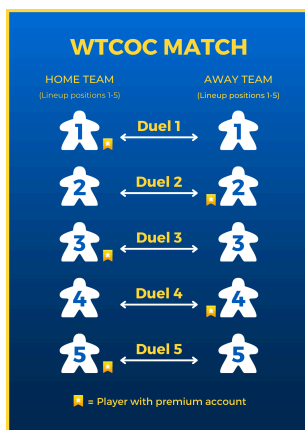 WTCOC MATCH
HOME TEAM
(Lineup positions 1-5)
AWAY TEAM
(Lineup positions 1-5)
1 Duel 1 1
2 Duel 2 2
3 Duel 3 3
4 Duel 4 4
5 Duel 5 5
= Player with premium account